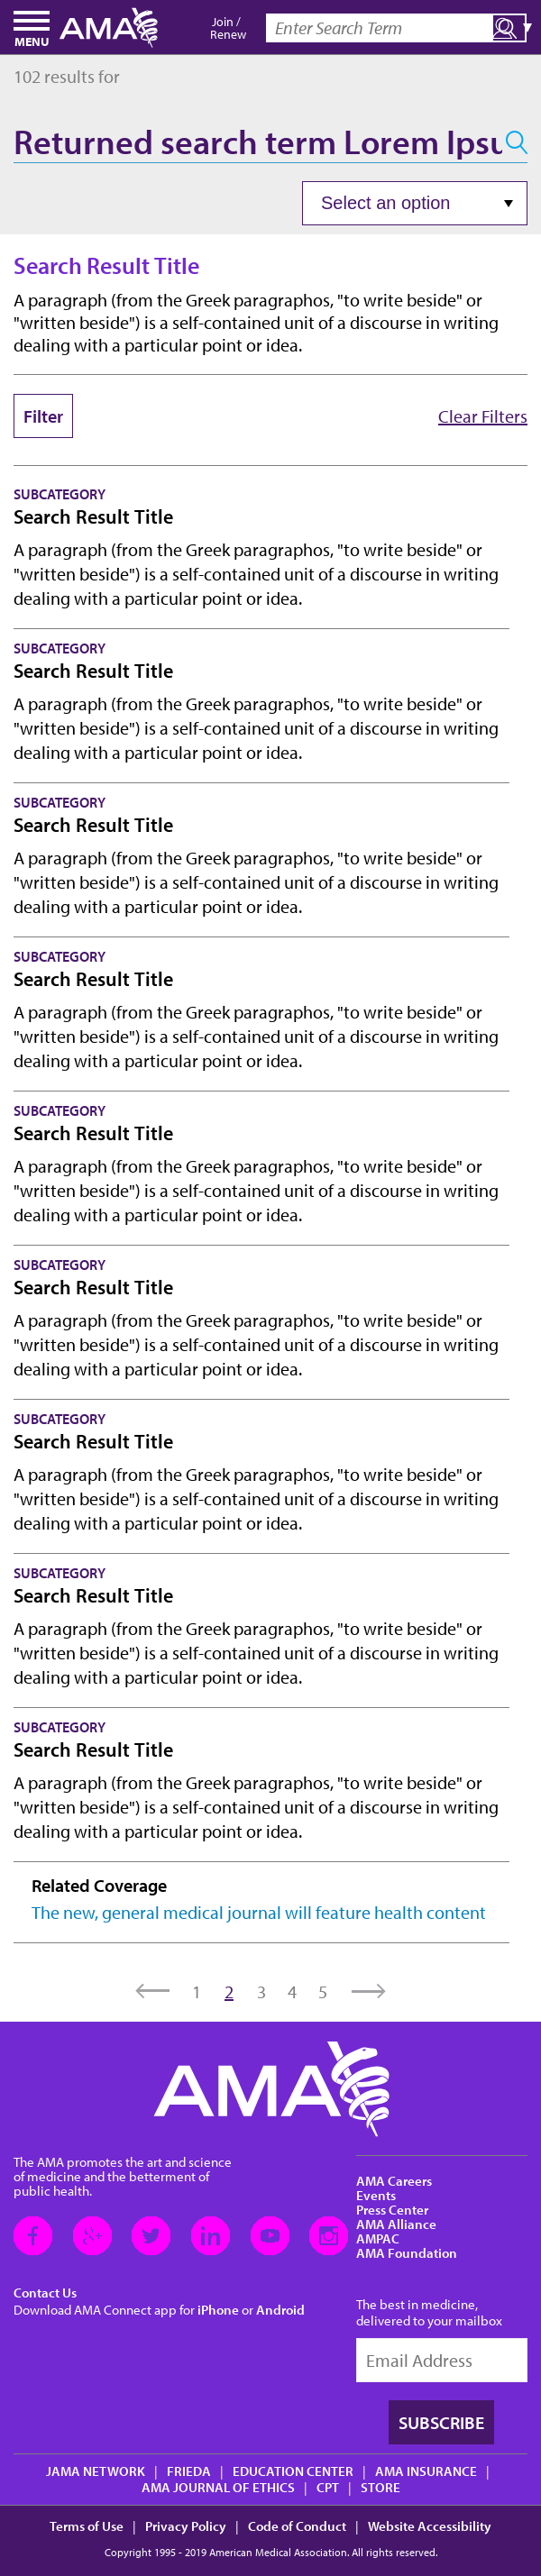 MENU
AMA
Join /
Renew
Enter Search Term
102 results for
Returned search term Lorem Ipsu
Select an option
Search Result Title
A paragraph (from the Greek paragraphos, "to write beside" or
"written beside") is a self-contained unit of a discourse in writing
dealing with a particular point or idea.
Filter
Clear Filters
SUBCATEGORY
Search Result Title
A paragraph (from the Greek paragraphos, "to write beside" or
"written beside") is a self-contained unit of a discourse in writing
dealing with a particular point or idea.
SUBCATEGORY
Search Result Title
A paragraph (from the Greek paragraphos, "to write beside" or
"written beside") is a self-contained unit of a discourse in writing
dealing with a particular point or idea.
SUBCATEGORY
Search Result Title
A paragraph (from the Greek paragraphos, "to write beside" or
"written beside") is a self-contained unit of a discourse in writing
dealing with a particular point or idea.
SUBCATEGORY
Search Result Title
A paragraph (from the Greek paragraphos, "to write beside" or
"written beside") is a self-contained unit of a discourse in writing
dealing with a particular point or idea.
SUBCATEGORY
Search Result Title
A paragraph (from the Greek paragraphos, "to write beside" or
"written beside") is a self-contained unit of a discourse in writing
dealing with a particular point or idea.
SUBCATEGORY
Search Result Title
A paragraph (from the Greek paragraphos, "to write beside" or
"written beside") is a self-contained unit of a discourse in writing
dealing with a particular point or idea.
SUBCATEGORY
Search Result Title
A paragraph (from the Greek paragraphos, "to write beside" or
"written beside") is a self-contained unit of a discourse in writing
dealing with a particular point or idea.
SUBCATEGORY
Search Result Title
A paragraph (from the Greek paragraphos, "to write beside" or
"written beside") is a self-contained unit of a discourse in writing
dealing with a particular point or idea.
SUBCATEGORY
Search Result Title
A paragraph (from the Greek paragraphos, "to write beside" or
"written beside") is a self-contained unit of a discourse in writing
dealing with a particular point or idea.
Related Coverage
The new, general medical journal will feature health content
1 2 3 4 5
AMA
The AMA promotes the art and science
of medicine and the betterment of
public health.
Contact Us
Download AMA Connect app for iPhone or Android
AMA Careers
Events
Press Center
AMA Alliance
AMPAC
AMA Foundation
The best in medicine,
delivered to your mailbox
Email Address
SUBSCRIBE
JAMA NETWORK | FRIEDA | EDUCATION CENTER | AMA INSURANCE |
AMA JOURNAL OF ETHICS | CPT | STORE
Terms of Use | Privacy Policy | Code of Conduct | Website Accessibility
Copyright 1995 - 2019 American Medical Association. All rights reserved.